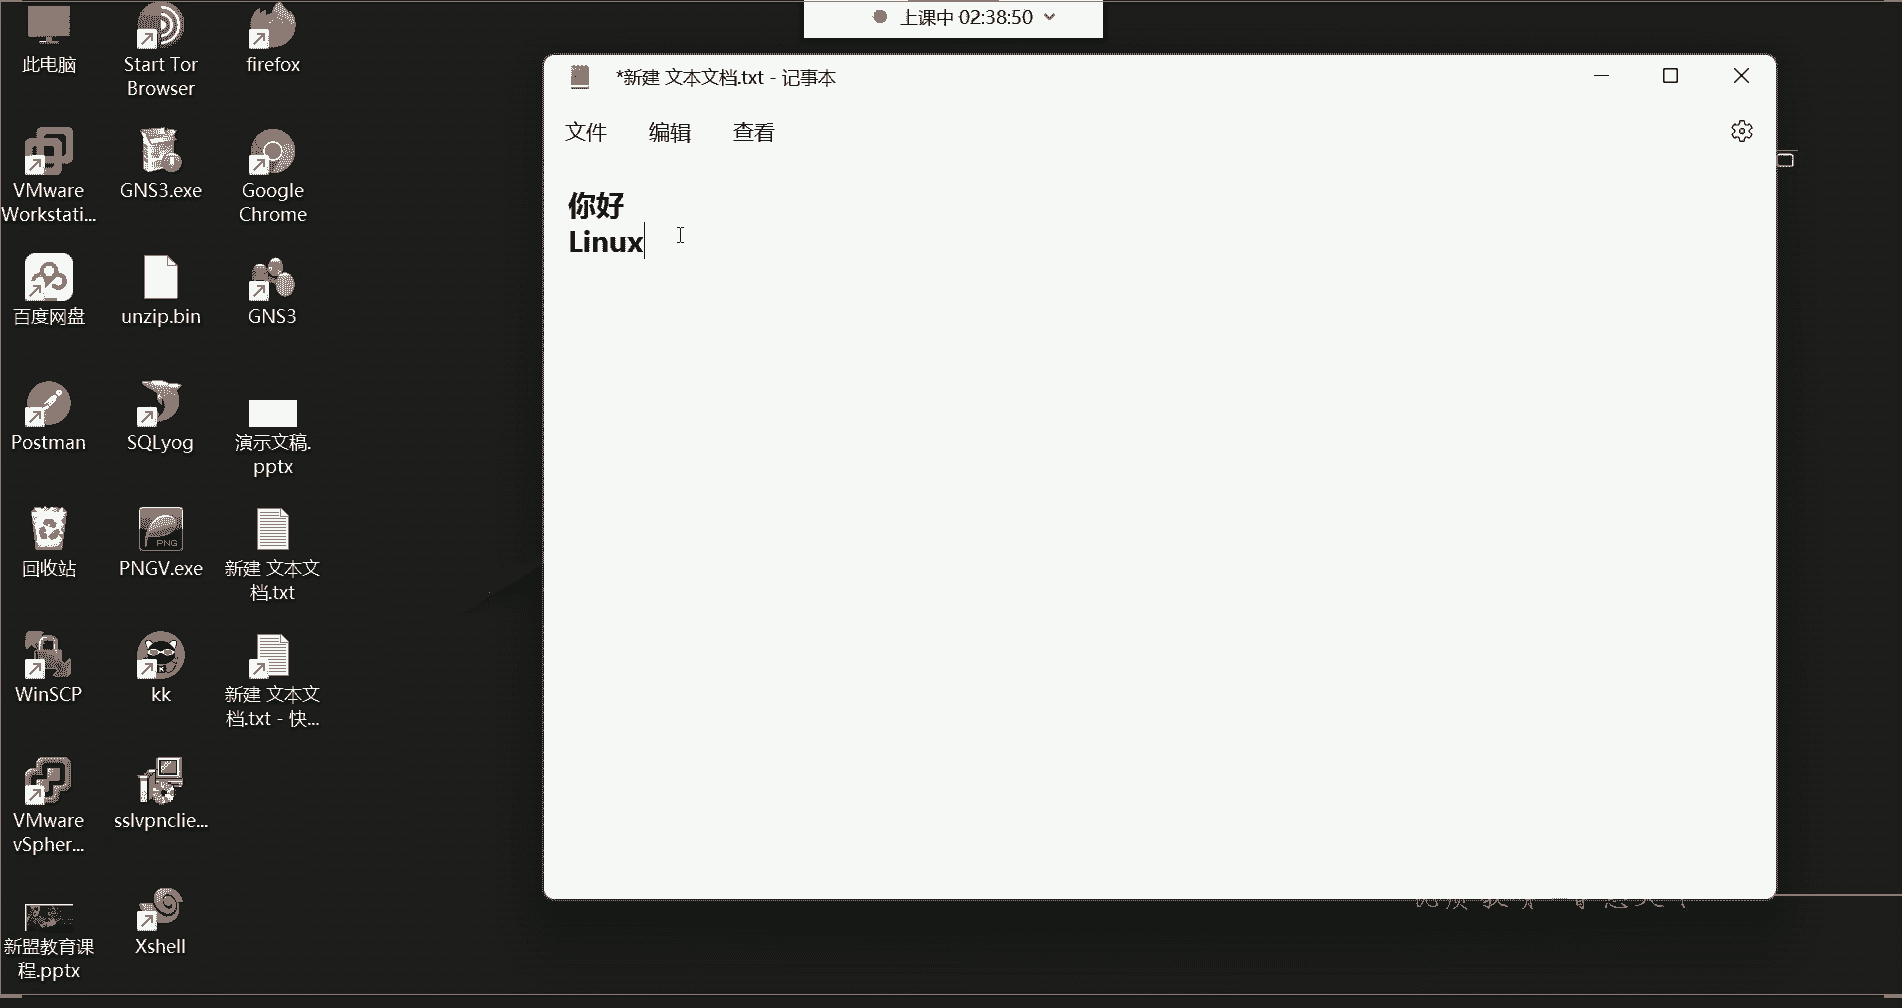 上课中 02:38:50
此电脑
Start Tor
Browser
firefox
VMware
Workstati...
GNS3.exe
Google
Chrome
百度网盘
unzip.bin
GNS3
Postman
SQLyog
演示文稿.
pptx
回收站
PNG
PNGV.exe
新建 文本文
档.txt
WinSCP
kk
新建 文本文
档.txt - 快...
VMware
vSpher...
sslvpnclie...
新盟教育课
程.pptx
Xshell
*新建 文本文档.txt - 记事本
文件 编辑 查看
你好
Linux